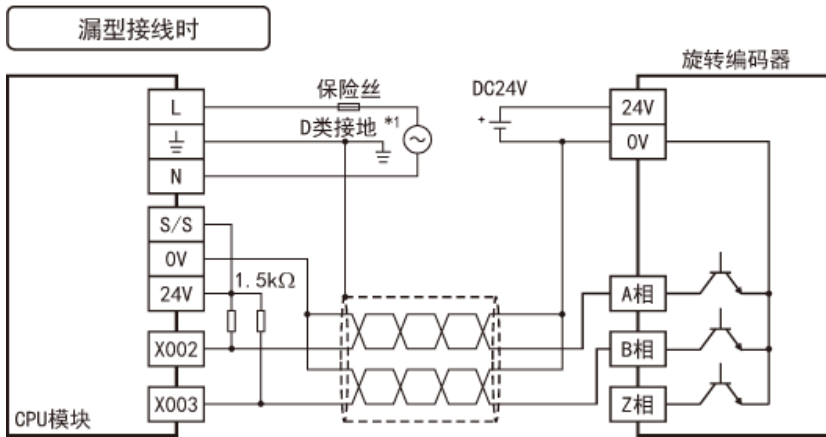 漏型接线时
旋转编码器
保险丝
DC24V
L
24V
D类接地 *1
+
~
0V
N
S/S
0V
1.5kΩ
24V
A相
X002
B相
X003
Z相
CPU模块